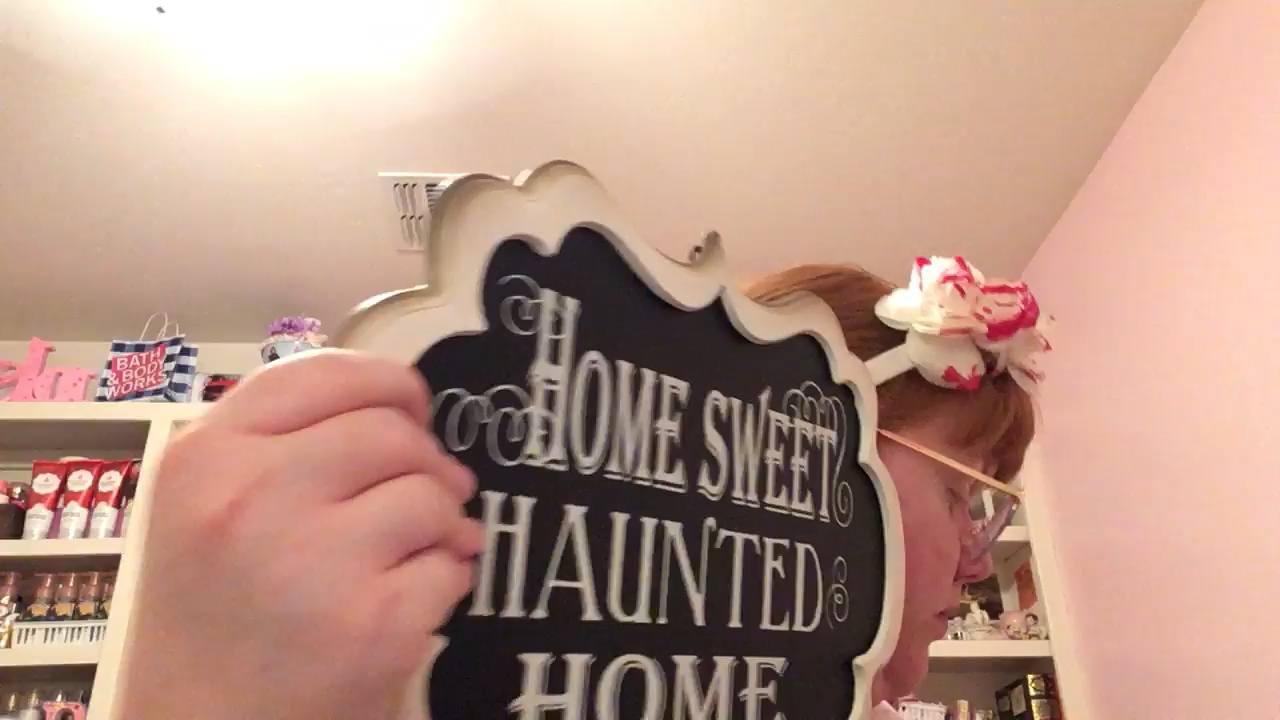 HOME SWEET
HAUNTED
HOME
BATH
& BODY
WORKS